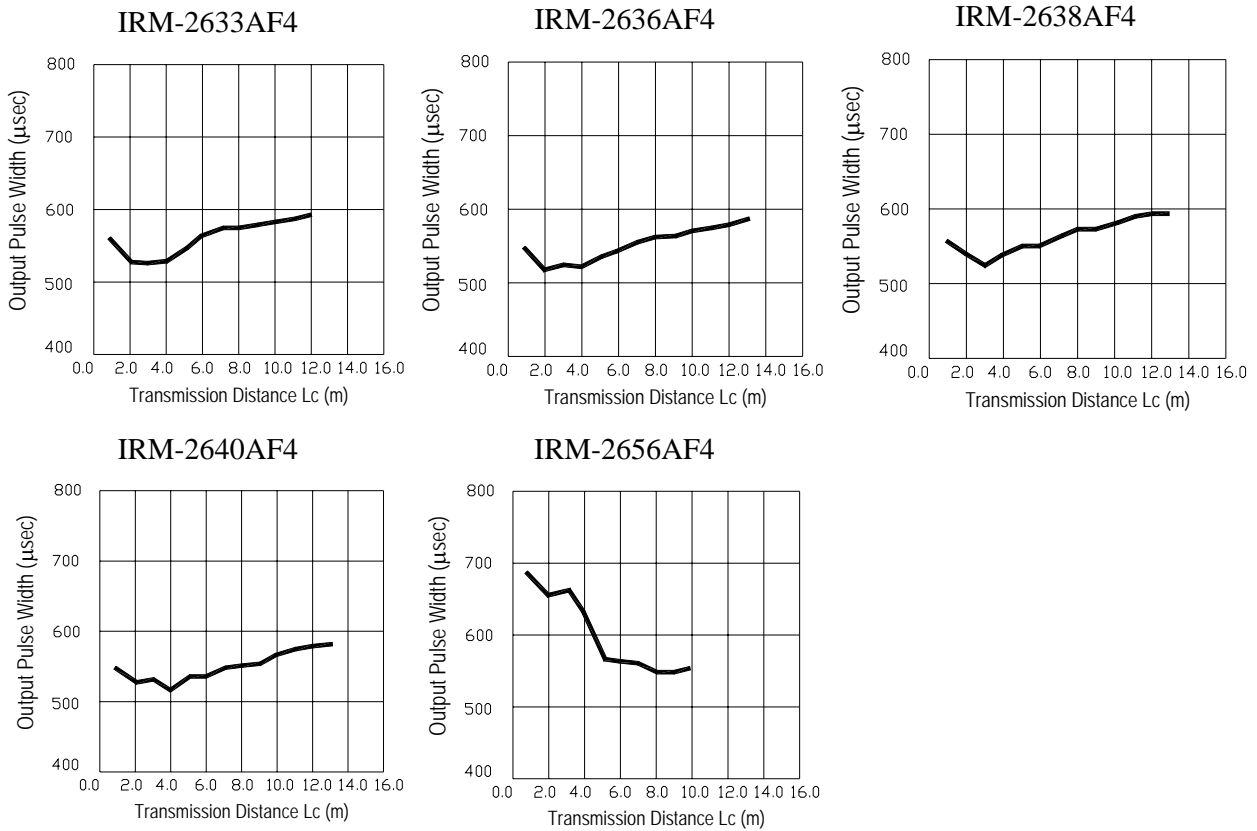 IRM-2633AF4
Output Pulse Width (μsec)
800
700
600
500
400
0.0 2.0 4.0 6.0 8.0 10.0 12.0 14.0 16.0
Transmission Distance Lc (m)
IRM-2636AF4
Output Pulse Width (μsec)
800
700
600
500
400
0.0 2.0 4.0 6.0 8.0 10.0 12.0 14.0 16.0
Transmission Distance Lc (m)
IRM-2638AF4
Output Pulse Width (μsec)
800
700
600
500
400
0.0 2.0 4.0 6.0 8.0 10.0 12.0 14.0 16.0
Transmission Distance Lc (m)
IRM-2640AF4
Output Pulse Width (μsec)
800
700
600
500
400
0.0 2.0 4.0 6.0 8.0 10.0 12.0 14.0 16.0
Transmission Distance Lc (m)
IRM-2656AF4
Output Pulse Width (μsec)
800
700
600
500
400
0.0 2.0 4.0 6.0 8.0 10.0 12.0 14.0 16.0
Transmission Distance Lc (m)